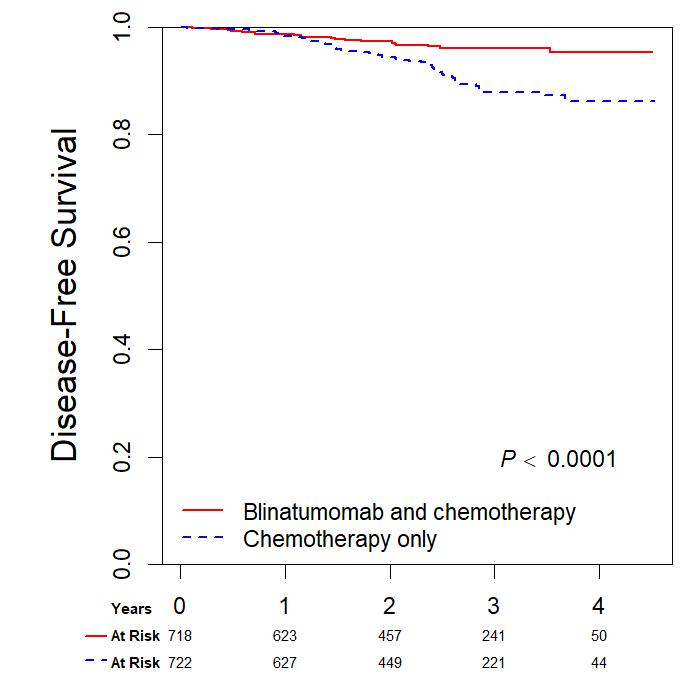 Disease-Free Survival
1.0
0.8
0.6
0.4
0.2
0.0
P < 0.0001
Blinatumomab and chemotherapy
Chemotherapy only
Years 0 1 2 3 4
At Risk 718 623 457 241 50
At Risk 722 627 449 221 44